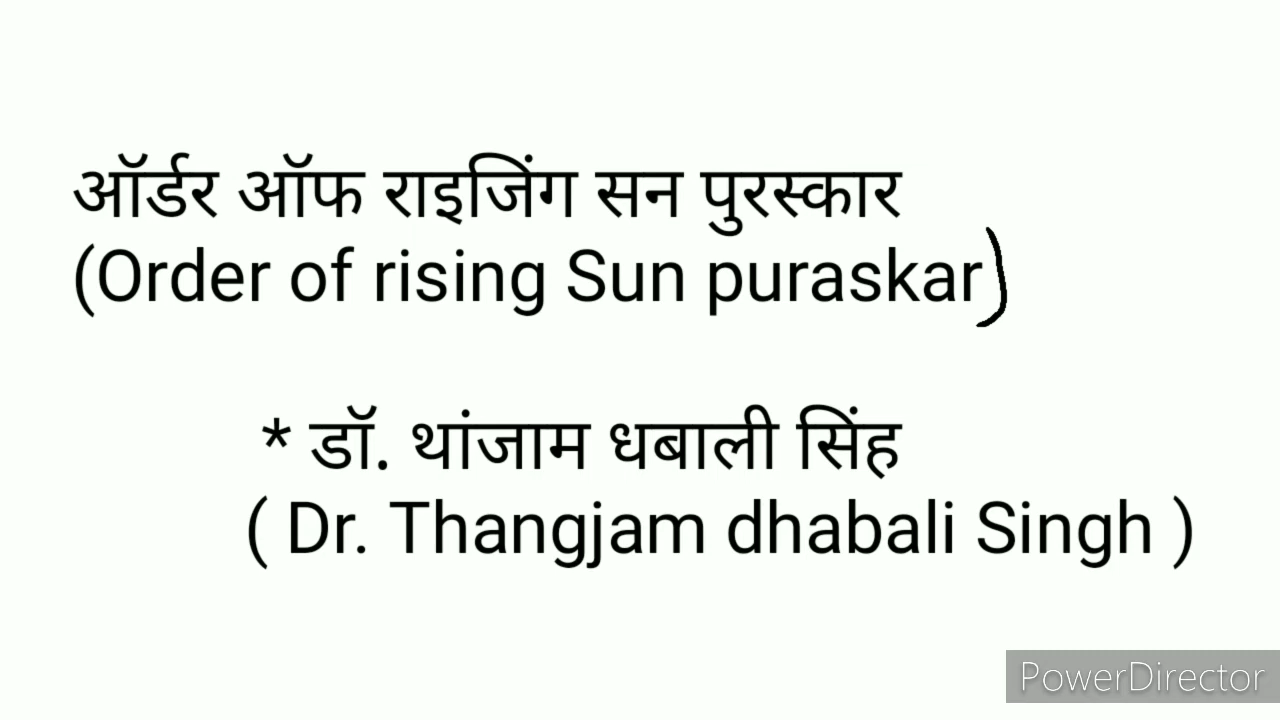 ऑर्डर ऑफ राइजिंग सन पुरस्कार
(Order of rising Sun puraskar)
* डॉ. थांजाम धबाली सिंह
( Dr. Thangjam dhabali Singh )
PowerDirector